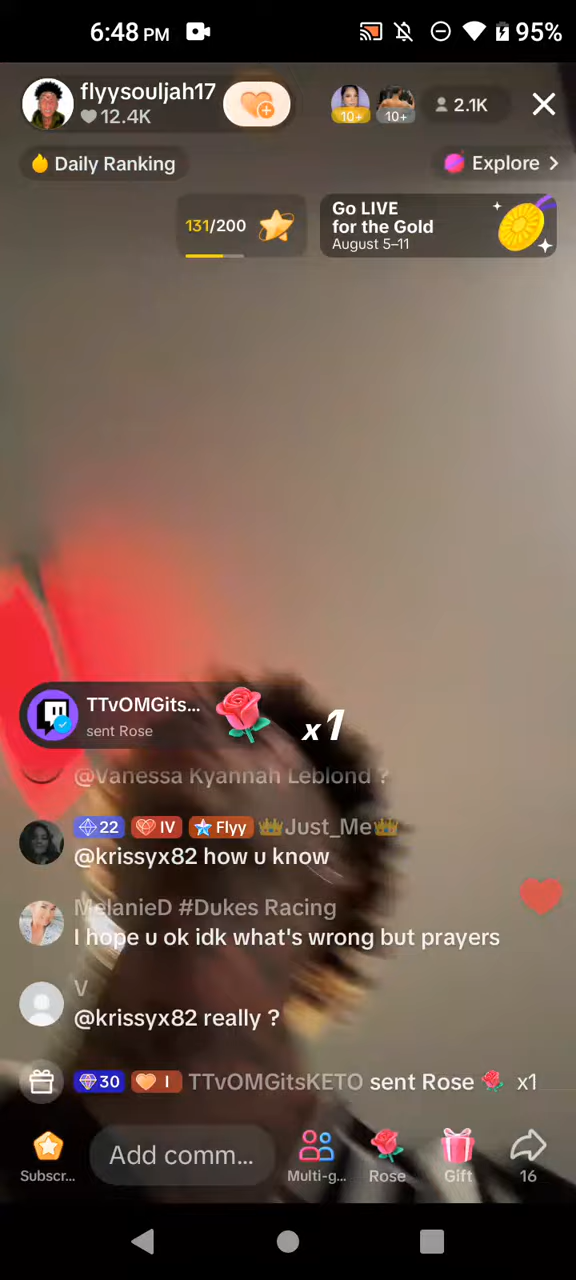 6:48 PM 95%
flyysouljah17
12.4K
10+ 10+ 2.1K
Daily Ranking
Explore >
131/200
Go LIVE
for the Gold
August 5–11
TTvOMGits...
sent Rose
x1
@Vanessa Kyannah Leblond ?
22 IV Flyy 👑Just_Me👑
@krissyx82 how u know
MelanieD #Dukes Racing
I hope u ok idk what's wrong but prayers
V
@krissyx82 really ?
30 I TTvOMGitsKETO sent Rose 🌹 x1
Add comm...
Subscr... Multi-g... Rose Gift 16